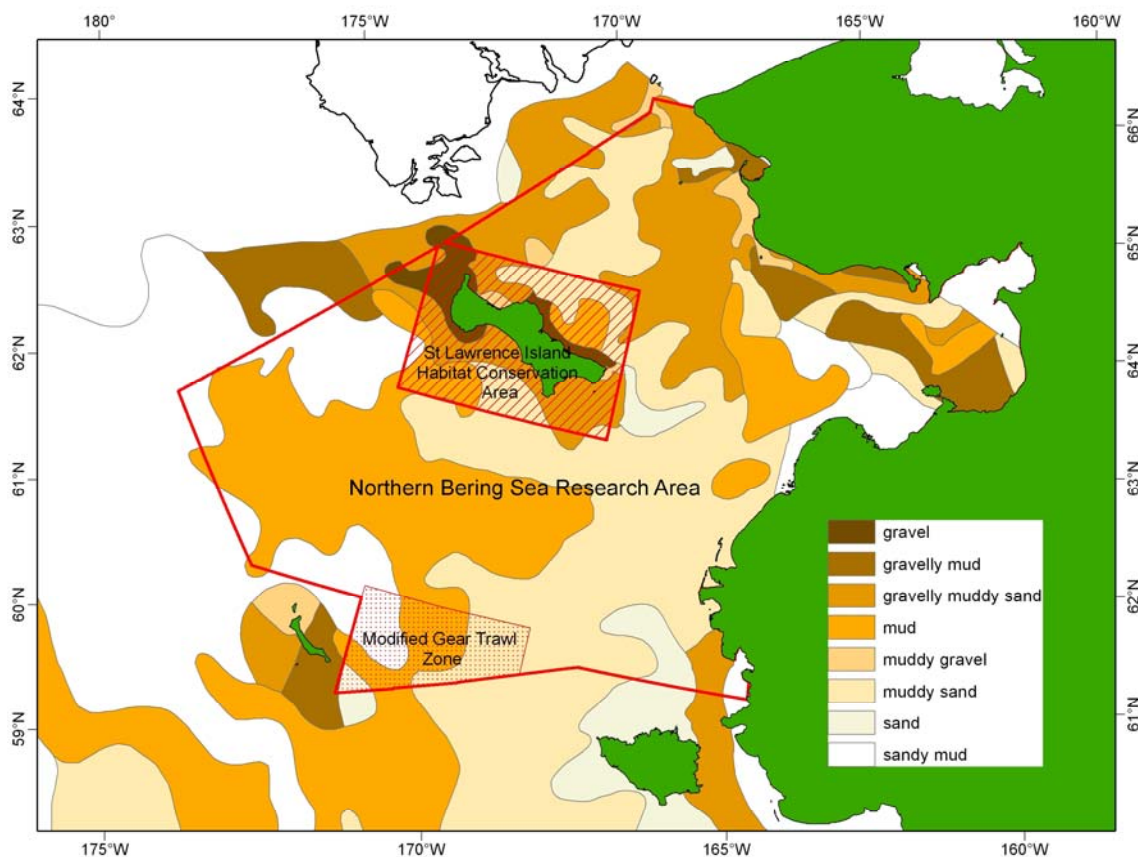 180°
175°W
170°W
165°W
160°W
64°N
63°N
62°N
61°N
60°N
59°N
66°N
65°N
64°N
63°N
62°N
61°N
St Lawrence Island
Habitat Conservation
Area
Northern Bering Sea Research Area
Modified Gear Trawl
Zone
gravel
gravelly mud
gravelly muddy sand
mud
muddy gravel
muddy sand
sand
sandy mud
175°W
170°W
165°W
160°W